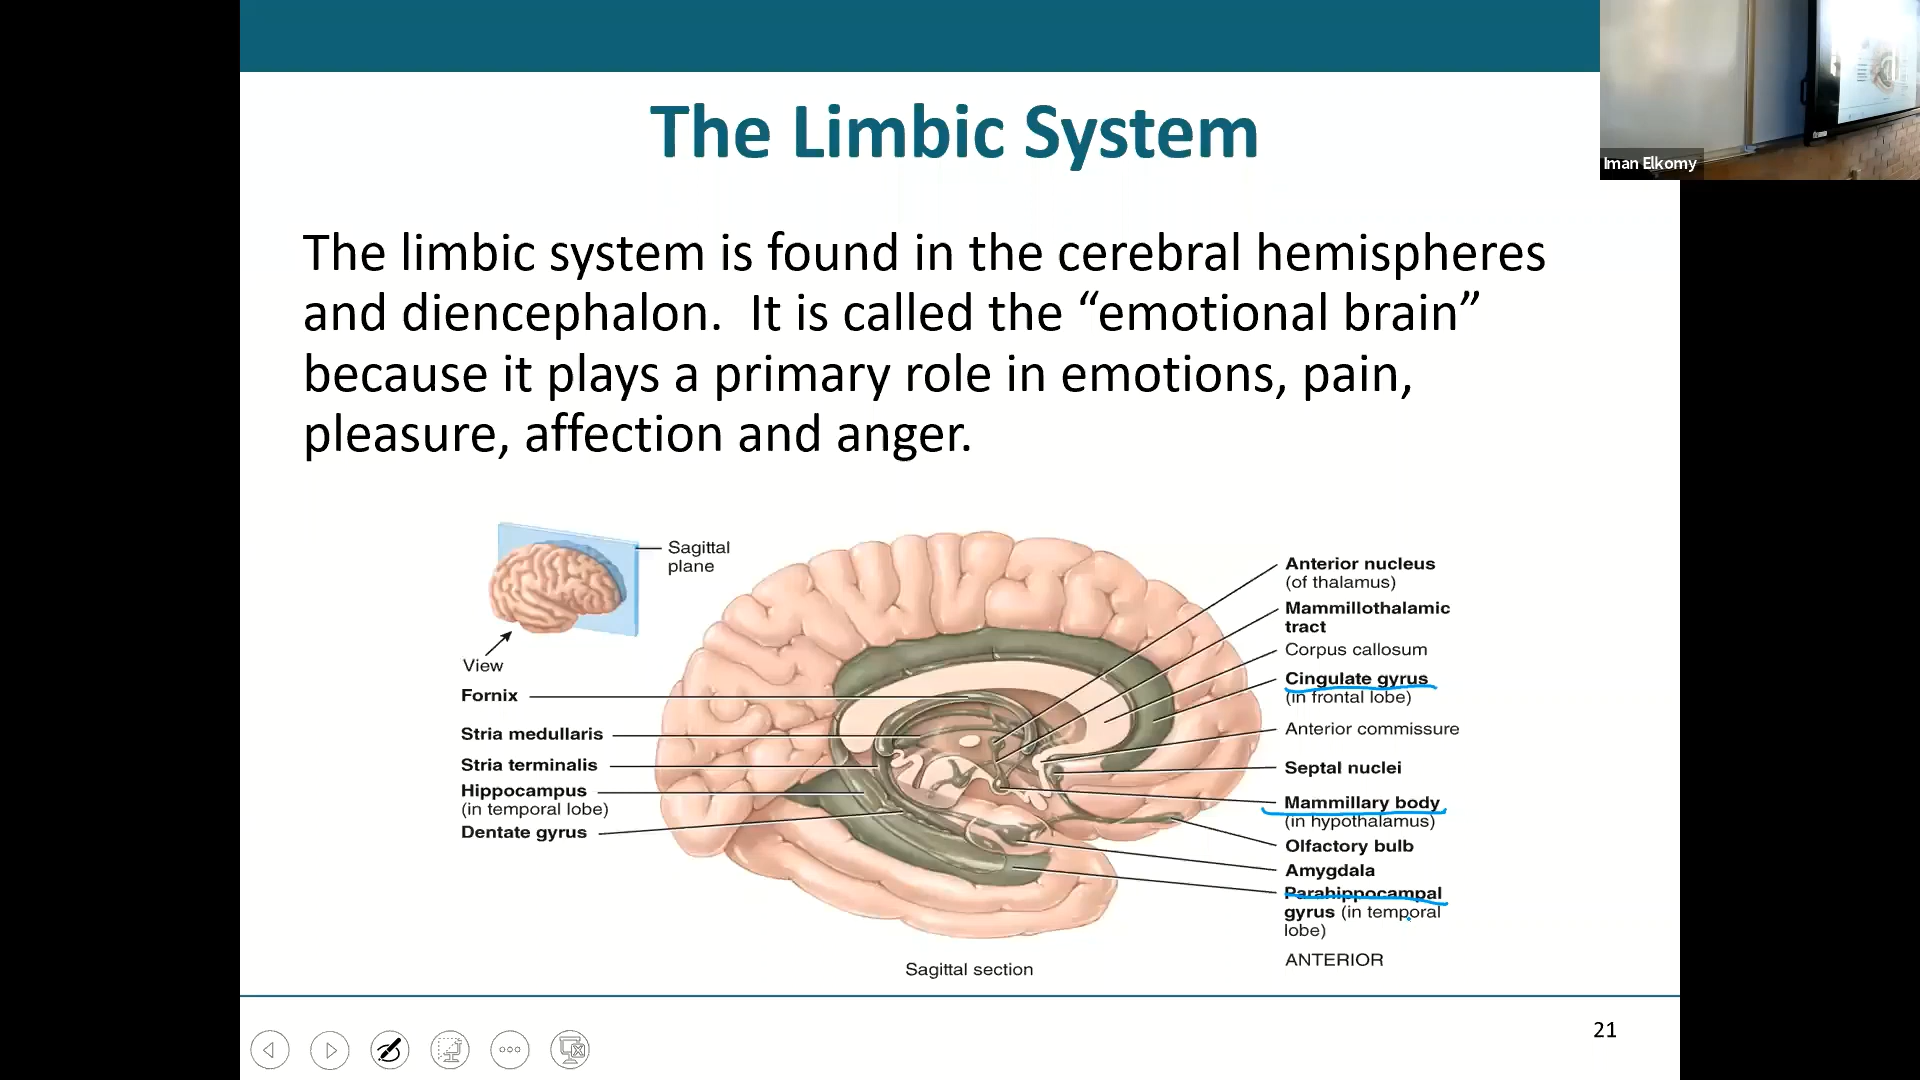 The Limbic System
Iman Elkomy
The limbic system is found in the cerebral hemispheres
and diencephalon.  It is called the “emotional brain”
because it plays a primary role in emotions, pain,
pleasure, affection and anger.
Sagittal
plane
View
Fornix
Stria medullaris
Stria terminalis
Hippocampus
(in temporal lobe)
Dentate gyrus
Anterior nucleus
(of thalamus)
Mammillothalamic
tract
Corpus callosum
Cingulate gyrus
(in frontal lobe)
Anterior commissure
Septal nuclei
Mammillary body
(in hypothalamus)
Olfactory bulb
Amygdala
Parahippocampal
gyrus (in temporal
lobe)
ANTERIOR
Sagittal section
21